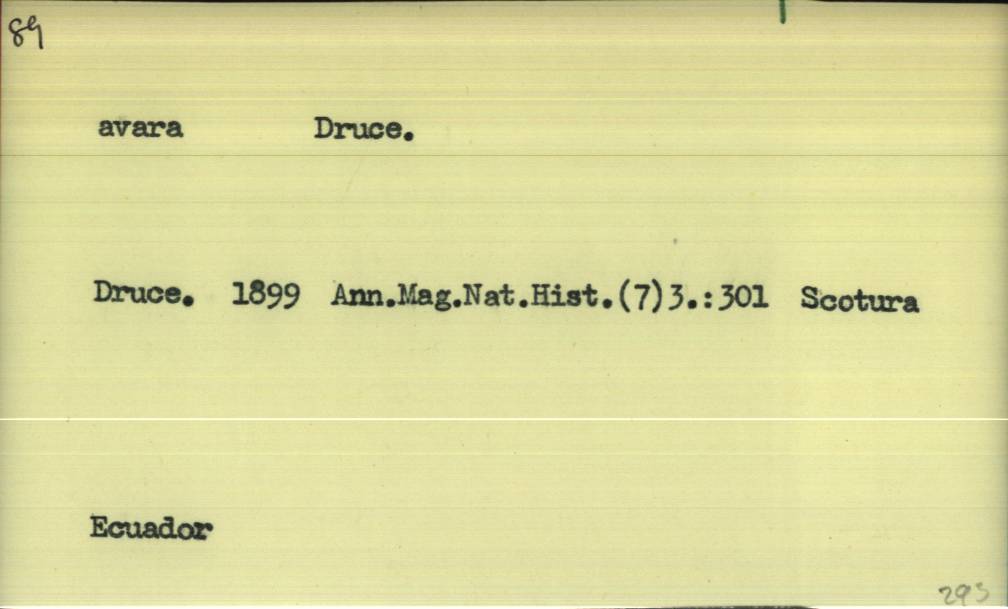 89
avara Druce.
Druce. 1899 Ann.Mag.Nat.Hist.(7)3.:301 Scotura
Ecuador
293